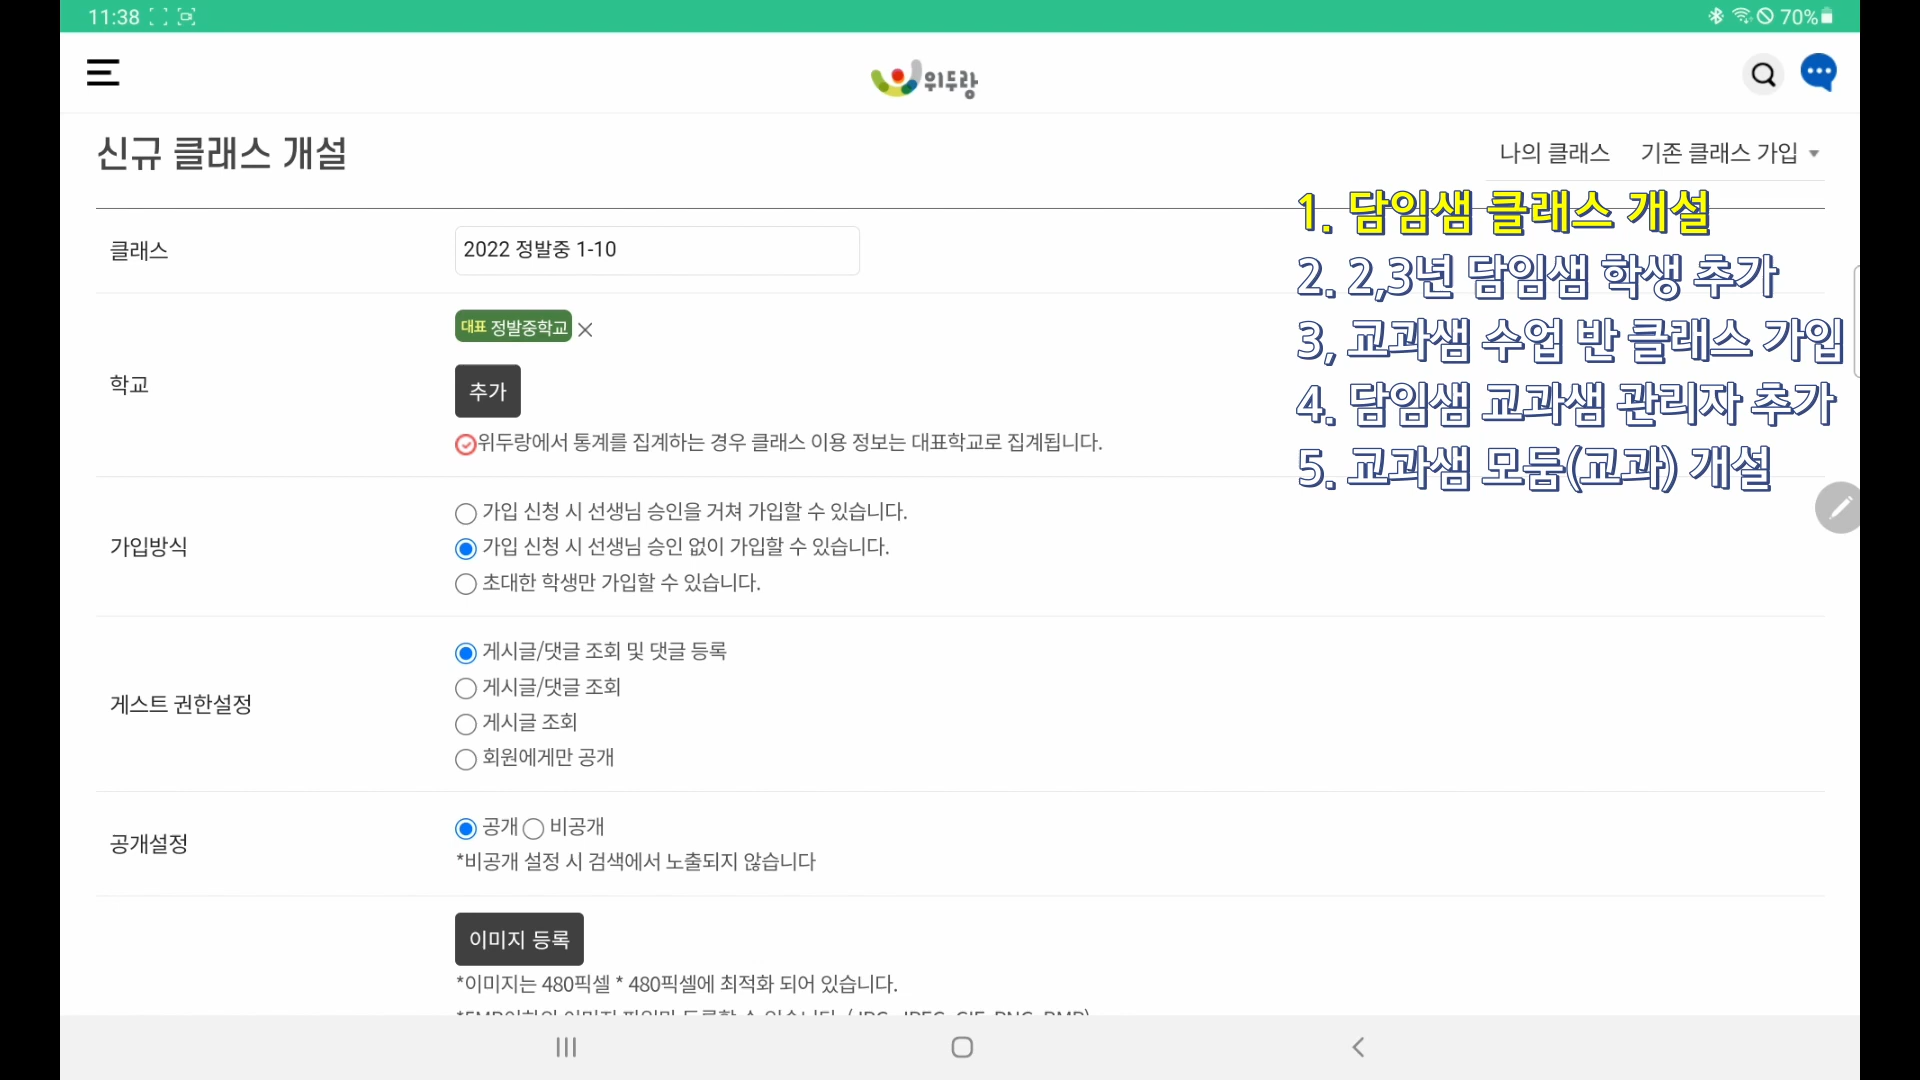 11:38
70%
위두랑
신규 클래스 개설
나의 클래스
기존 클래스 가입
1. 담임샘 클래스 개설
2. 2,3년 담임샘 학생 추가
3, 교과샘 수업 반 클래스 가입
4. 담임샘 교과샘 관리자 추가
5. 교과샘 모둠(교과) 개설
클래스
2022 정발중 1-10
학교
대표 정발중학교
추가
위두랑에서 통계를 집계하는 경우 클래스 이용 정보는 대표학교로 집계됩니다.
가입방식
가입 신청 시 선생님 승인을 거쳐 가입할 수 있습니다.
가입 신청 시 선생님 승인 없이 가입할 수 있습니다.
초대한 학생만 가입할 수 있습니다.
게스트 권한설정
게시글/댓글 조회 및 댓글 등록
게시글/댓글 조회
게시글 조회
회원에게만 공개
공개설정
공개 비공개
*비공개 설정 시 검색에서 노출되지 않습니다
이미지 등록
*이미지는 480픽셀 * 480픽셀에 최적화 되어 있습니다.